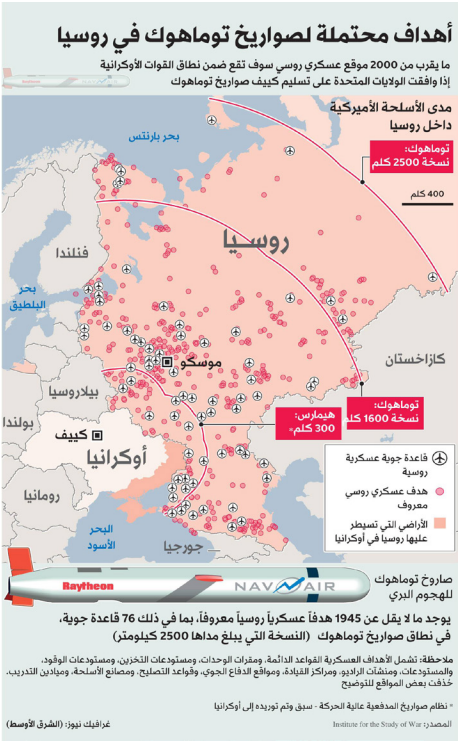 أهداف محتملة لصواريخ توماهوك في روسيا
ما يقرب من 2000 موقع عسكري روسي سوف تقع ضمن نطاق القوات الأوكرانية
إذا وافقت الولايات المتحدة على تسليم كييف صواريخ توماهوك
مدى الأسلحة الأميركية
داخل روسيا
بحر بارنتس
توماهوك:
نسخة 2500 كلم
400 كلم
روسيا
فنلندا
بحر
البلطيق
موسكو
كازاخستان
بيلاروسيا
توماهوك:
نسخة 1600 كلم
هيمارس:
300 كلم*
بولندا
كييف
أوكرانيا
رومانيا
البحر
الأسود
جورجيا
قاعدة جوية عسكرية
روسية
هدف عسكري روسي
معروف
الأراضي التي تسيطر
عليها روسيا في أوكرانيا
صاروخ توماهوك
للهجوم البري
Raytheon
NAVAIR
يوجد ما لا يقل عن 1945 هدفاً عسكرياً روسياً معروفاً، بما في ذلك 76 قاعدة جوية،
في نطاق صواريخ توماهوك (النسخة التي يبلغ مداها 2500 كيلومتر)
ملاحظة: تشمل الأهداف العسكرية القواعد الدائمة، ومقرات الوحدات، ومستودعات التخزين، ومستودعات الوقود،
والمستودعات، ومنشآت الراديو، ومراكز القيادة، ومواقع الدفاع الجوي، وقواعد التصليح، ومصانع الأسلحة، وميادين التدريب.
حُذفت بعض المواقع للتوضيح
* نظام صواريخ المدفعية عالية الحركة - سبق وتم توريده إلى أوكرانيا
المصدر: Institute for the Study of War
غرافيك نيوز: (الشرق الأوسط)